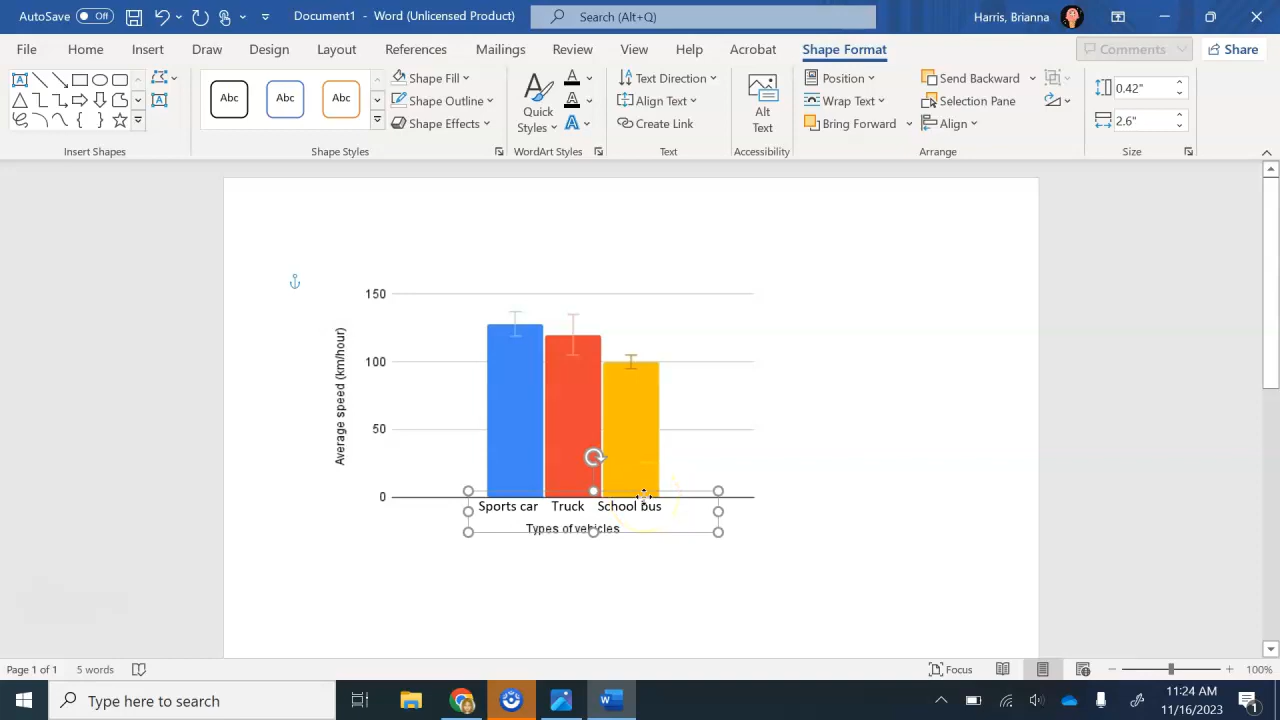 AutoSave Off Document1 - Word (Unlicensed Product) Search (Alt+Q) Harris, Brianna
File Home Insert Draw Design Layout References Mailings Review View Help Acrobat Shape Format Comments Share
Abc Abc Abc
Shape Fill
Shape Outline
Shape Effects
Quick Styles
A
A
A
Text Direction
Align Text
Create Link
Alt Text
Position
Wrap Text
Bring Forward
Send Backward
Selection Pane
Align
0.42"
2.6"
Insert Shapes Shape Styles WordArt Styles Text Accessibility Arrange Size
150
100
50
0
Average speed (km/hour)
Sports car Truck School bus
Types of vehicles
Page 1 of 1 5 words Focus 100%
Type here to search 11:24 AM
11/16/2023 1